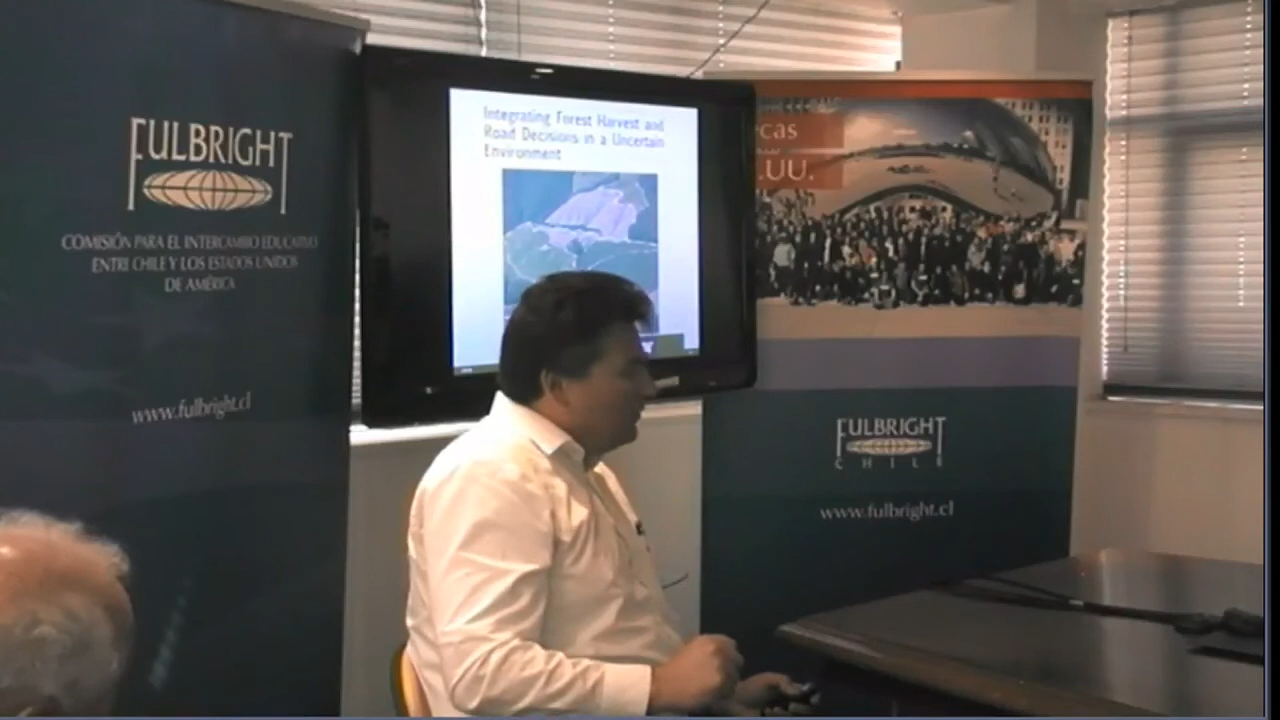 FULBRIGHT
COMISIÓN PARA EL INTERCAMBIO EDUCATIVO
ENTRE CHILE Y LOS ESTADOS UNIDOS
DE AMÉRICA
www.fulbright.cl
Integrating Forest Harvest and
Road Decisions in a Uncertain
Environment
cas
.UU.
FULBRIGHT
CHILE
www.fulbright.cl